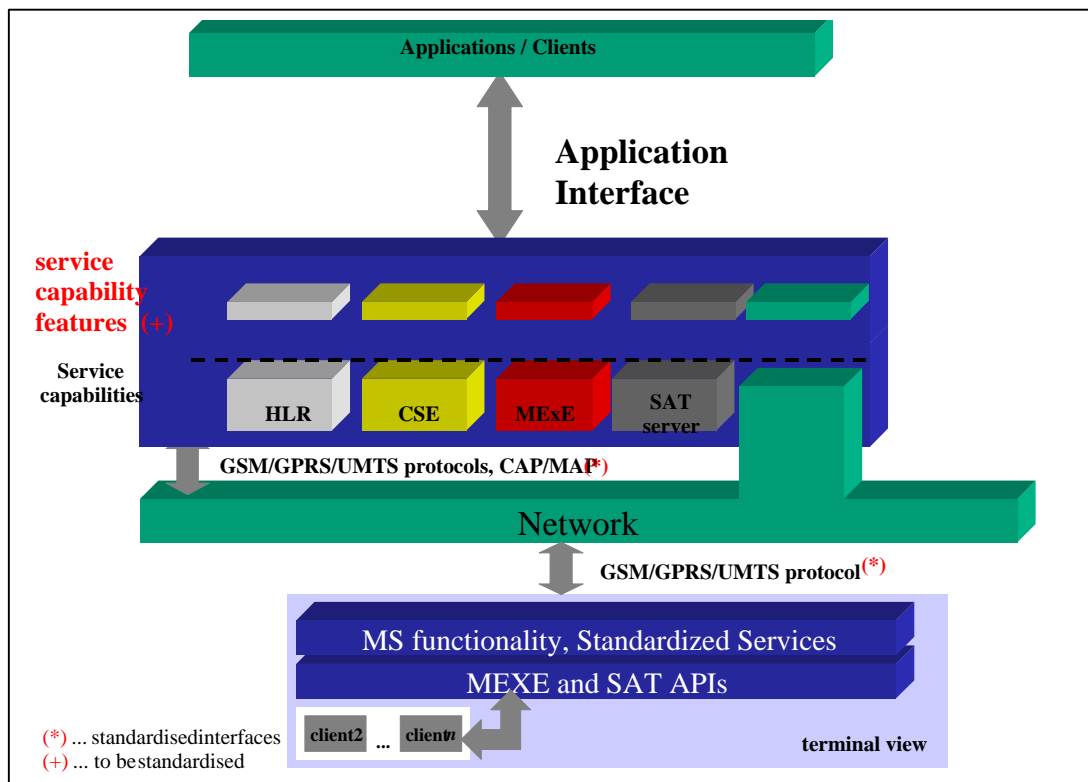 Applications / Clients
Application
Interface
service
capability
features (+)
Service
capabilities
HLR
CSE
MExE
SAT
server
GSM/GPRS/UMTS protocols, CAP/MAP(*)
Network
GSM/GPRS/UMTS protocol(*)
MS functionality, Standardized Services
MEXE and SAT APIs
client2 ... clientn
terminal view
(*) ... standardisedinterfaces
(+) ... to bestandardised